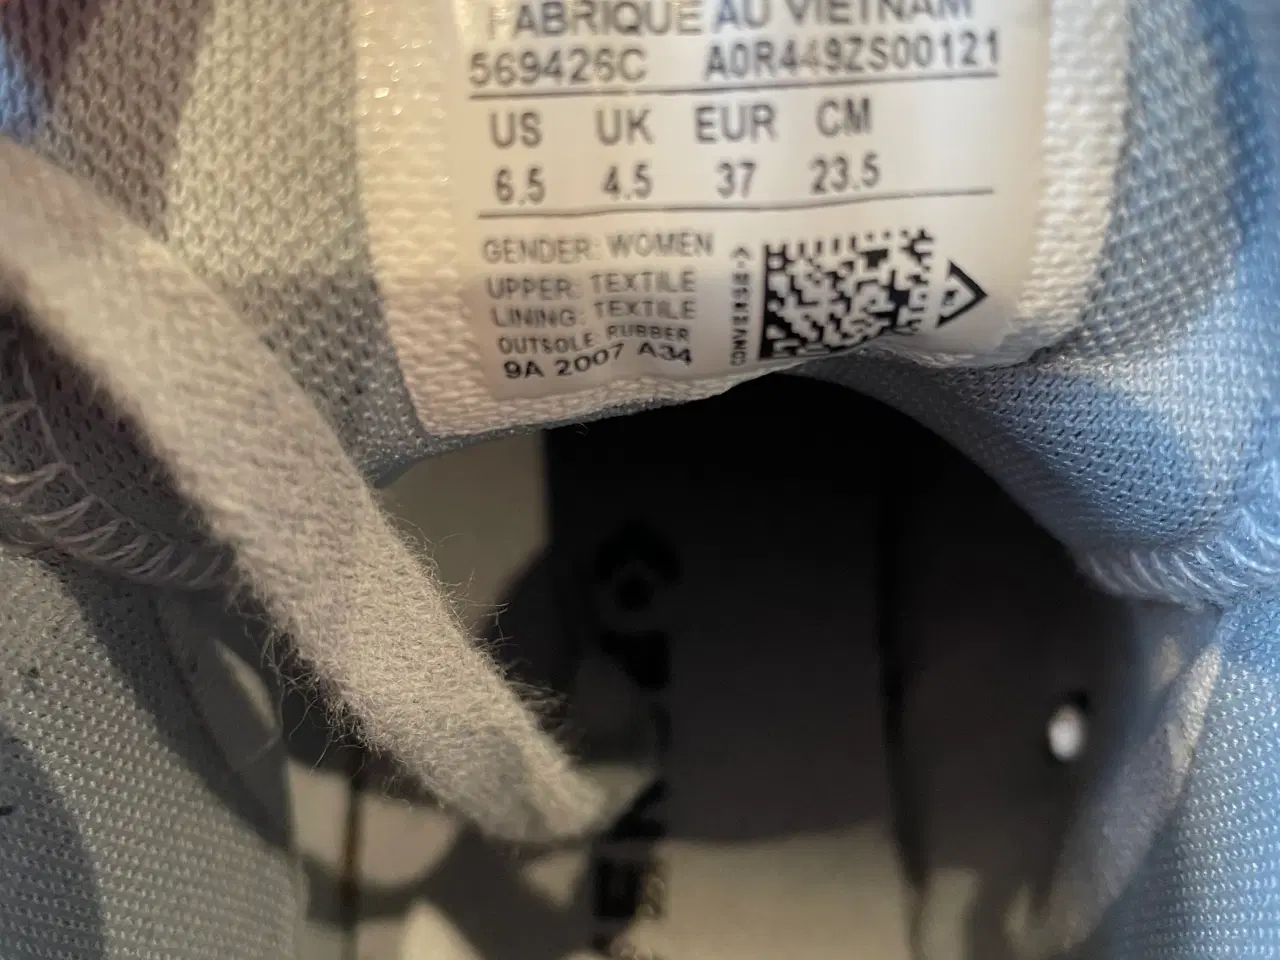 FABRIQUE AU VIETNAM
569426C A0R449ZS00121
US UK EUR CM
6.5 4.5 37 23.5
GENDER: WOMEN
UPPER: TEXTILE
LINING: TEXTILE
OUTSOLE: RUBBER
9A 2007 A34